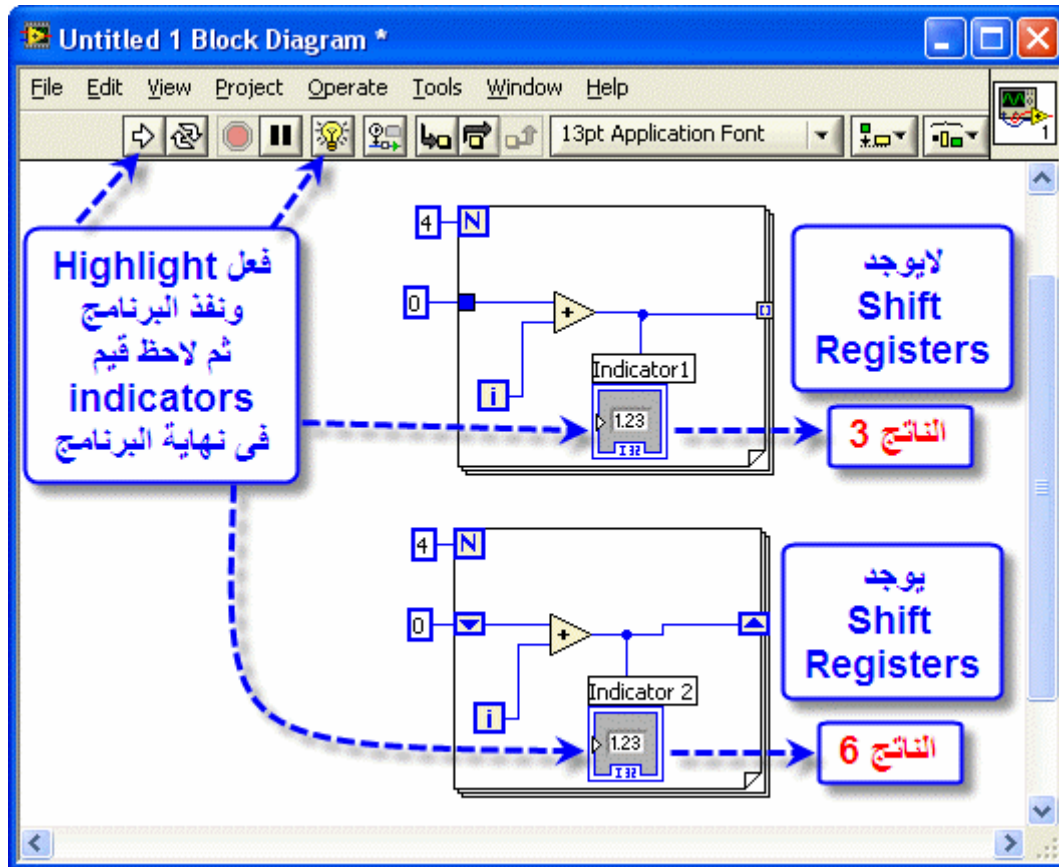 Untitled 1 Block Diagram *
File Edit View Project Operate Tools Window Help
13pt Application Font
1
4 N
0
+
i
Indicator1
1.23
I32
لايوجد
Shift
Registers
الناتج 3
فعل Highlight
ونفذ البرنامج
ثم لاحظ قيم
indicators
فى نهاية البرنامج
4 N
0
+
i
Indicator 2
1.23
I32
يوجد
Shift
Registers
الناتج 6